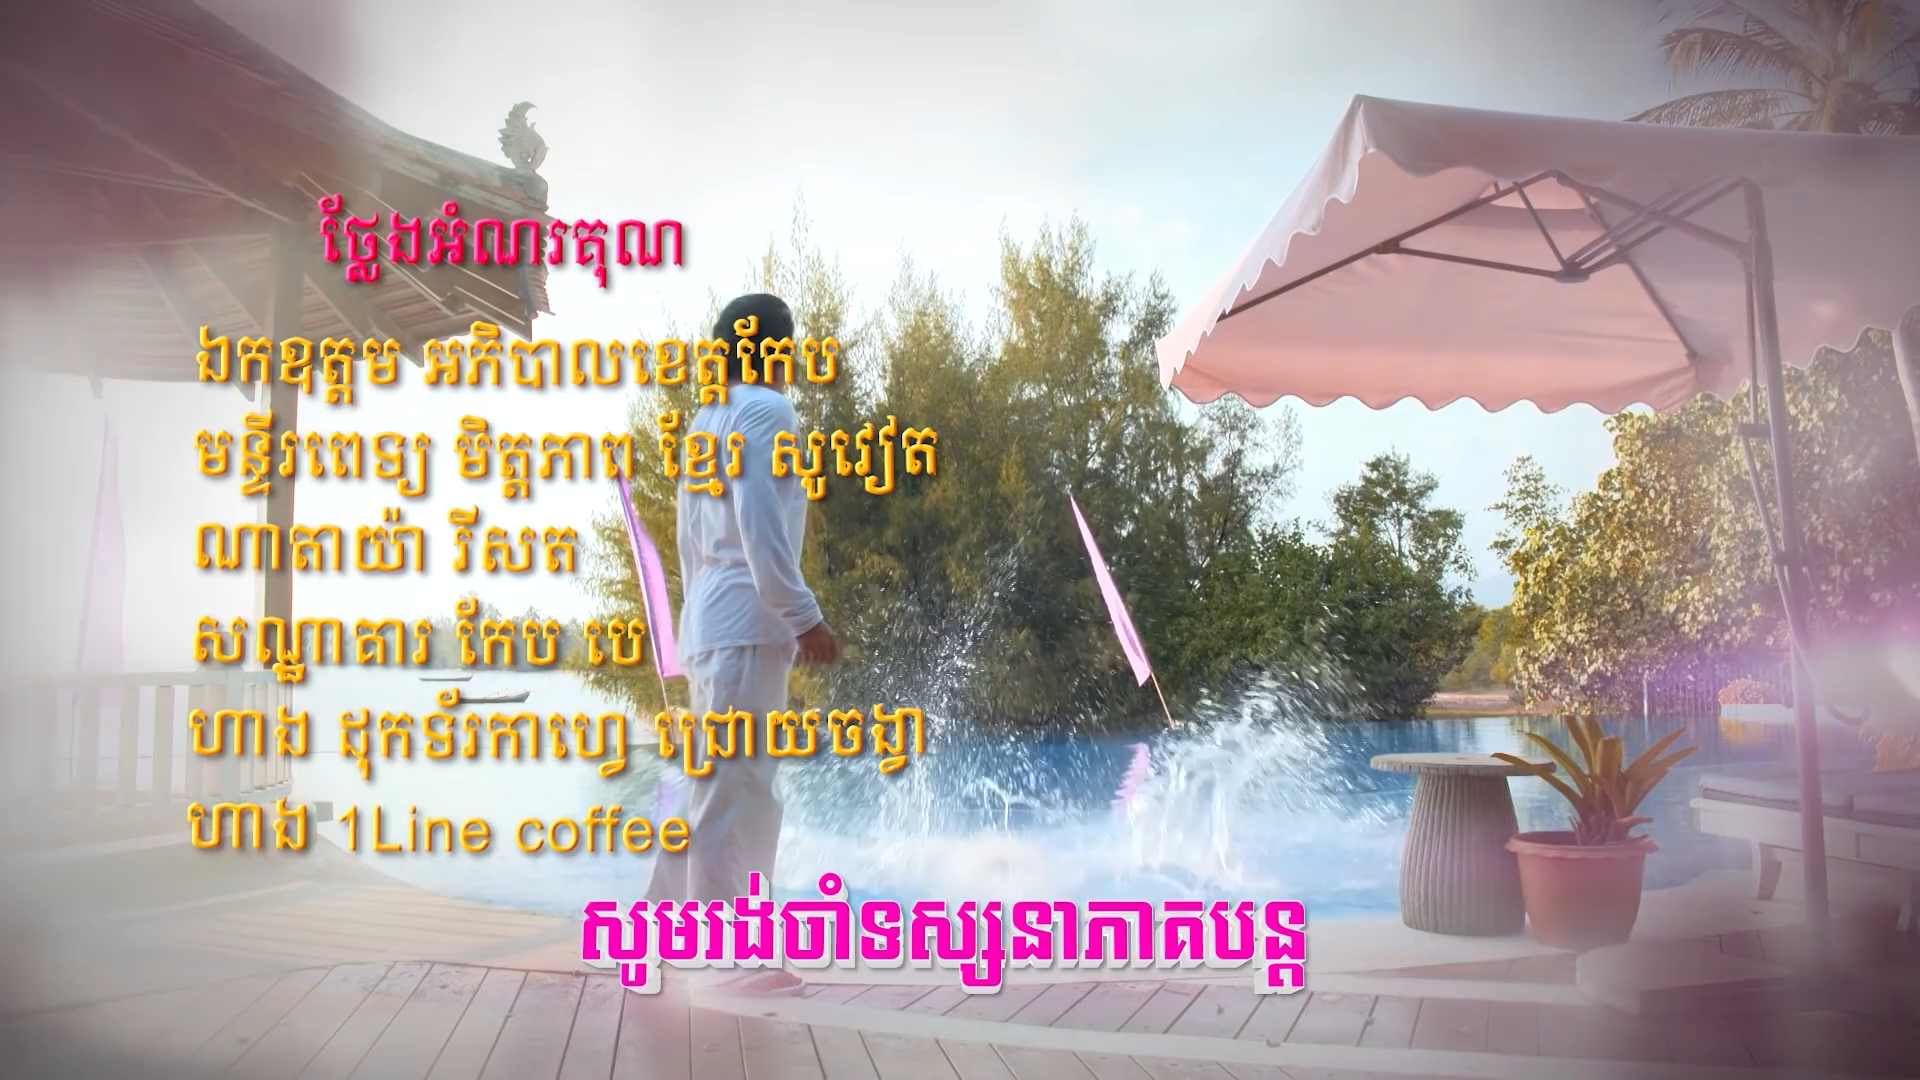 ថ្លែងអំណរគុណ
ឯកឧត្តម អភិបាលខេត្តកែប
មន្ទីរពេទ្យ មិត្តភាព ខ្មែរ សូវៀត
ណាតាយ៉ា រីសត
សណ្ឋាគារ កែប បេ
ហាង ដុកទ័រកាហ្វេ ជ្រោយចង្វា
ហាង 1Line coffee
សូមរង់ចាំទស្សនាភាគបន្ត